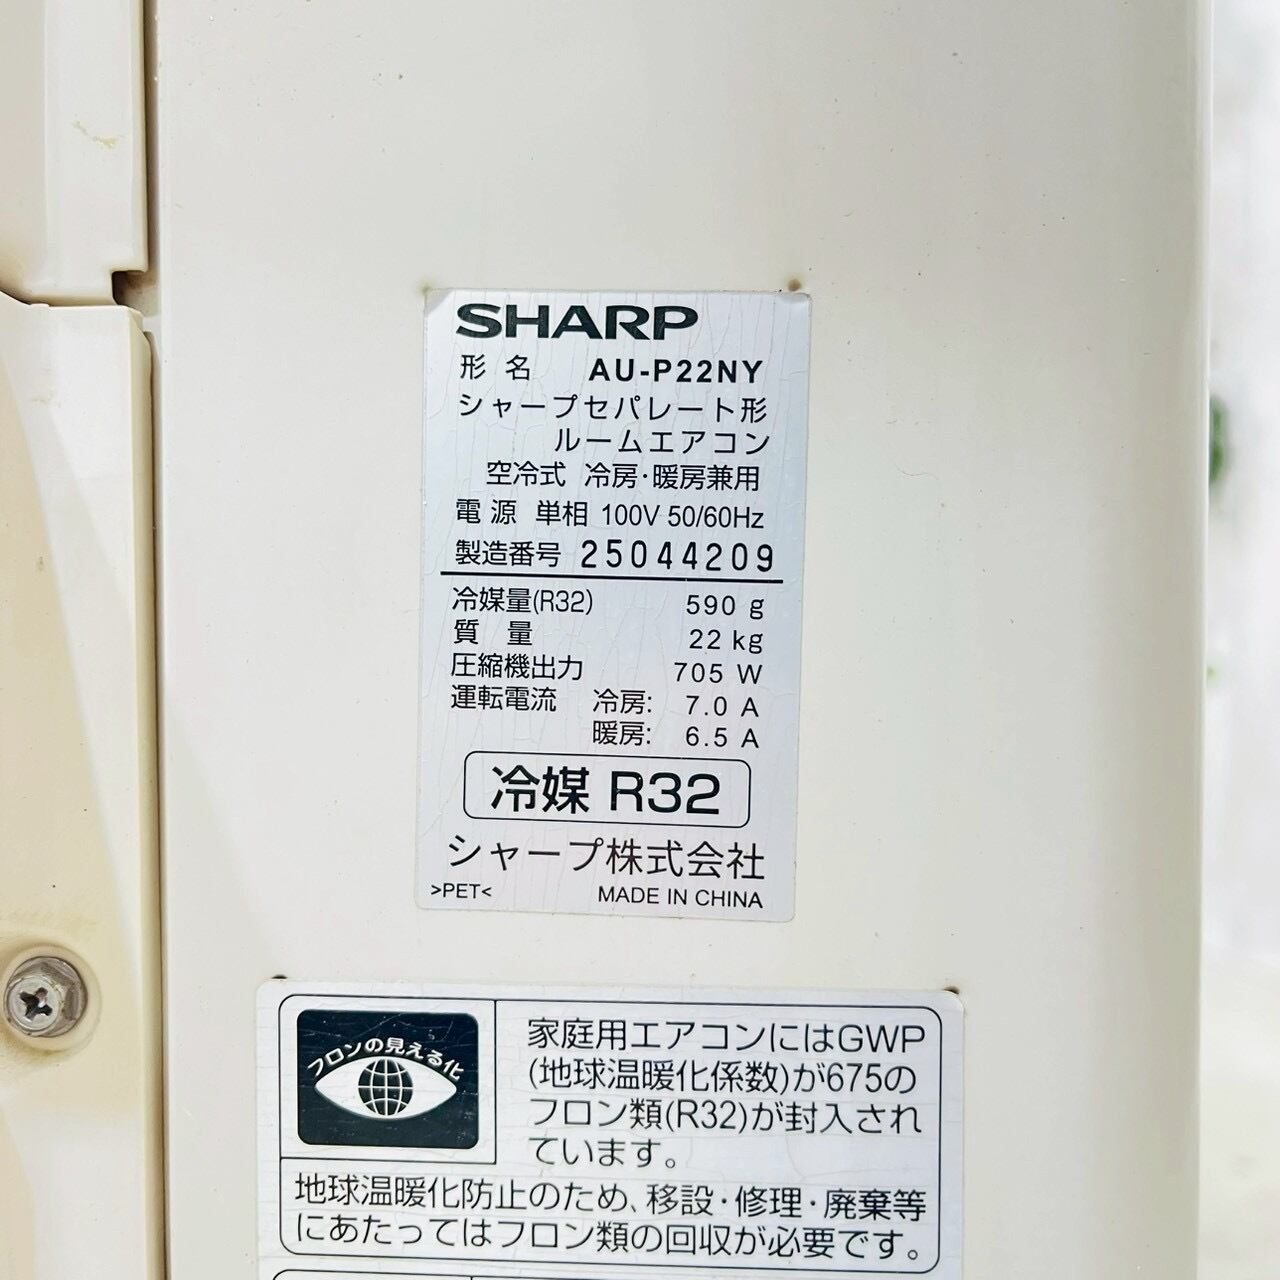 SHARP
形名 AU-P22NY
シャープセパレート形
ルームエアコン
空冷式 冷房・暖房兼用
電源 単相 100V 50/60Hz
製造番号 25044209
冷媒量(R32) 590 g
質量 22 kg
圧縮機出力 705 W
運転電流 冷房: 7.0 A
暖房: 6.5 A
冷媒 R32
シャープ株式会社
>PET< MADE IN CHINA
フロンの見える化
家庭用エアコンにはGWP
(地球温暖化係数)が675の
フロン類(R32)が封入され
ています。
地球温暖化防止のため、移設・修理・廃棄等
にあたってはフロン類の回収が必要です。